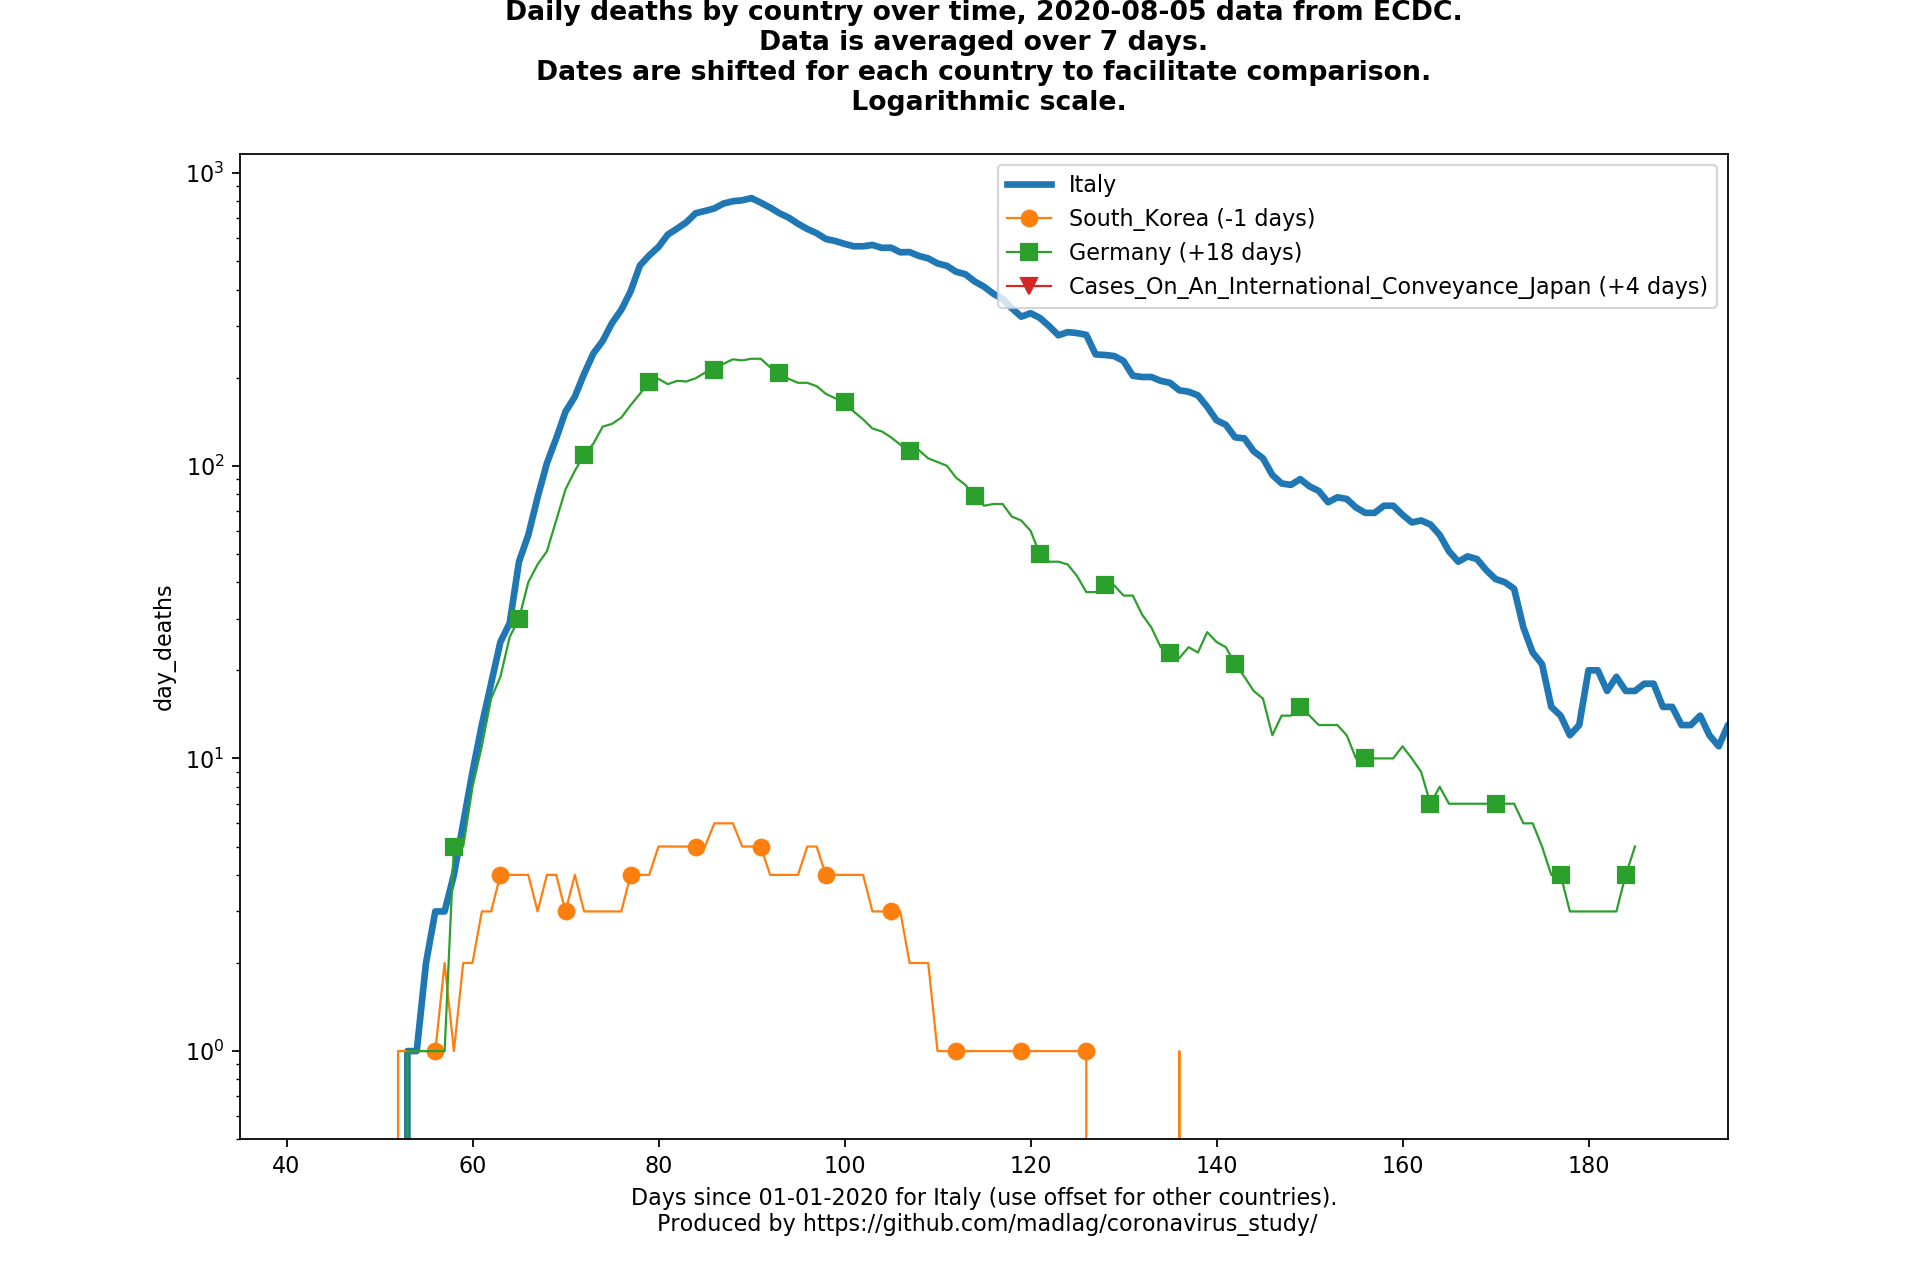 Daily deaths by country over time, 2020-08-05 data from ECDC.
Data is averaged over 7 days.
Dates are shifted for each country to facilitate comparison.
Logarithmic scale.
10³
10²
10¹
10⁰
day_deaths
Italy
South_Korea (-1 days)
Germany (+18 days)
Cases_On_An_International_Conveyance_Japan (+4 days)
40 60 80 100 120 140 160 180
Days since 01-01-2020 for Italy (use offset for other countries).
Produced by https://github.com/madlag/coronavirus_study/